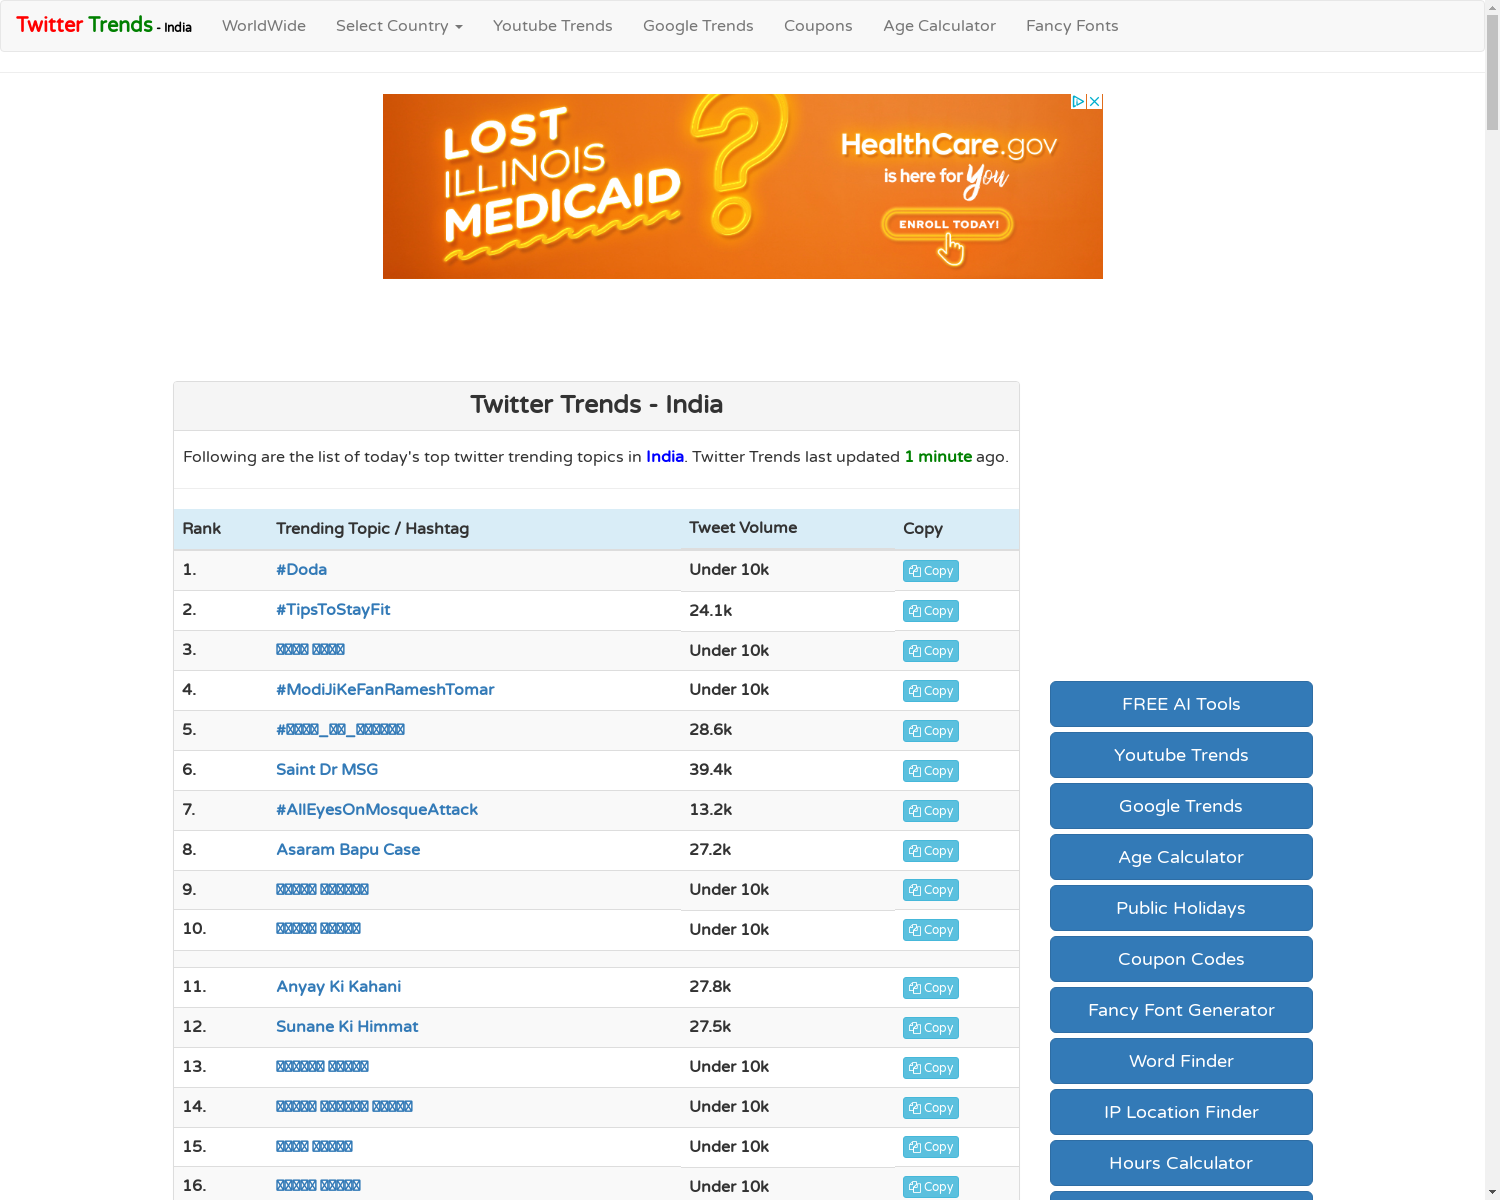 Twitter Trends - India WorldWide Select Country Youtube Trends Google Trends Coupons Age Calculator Fancy Fonts
LOST
ILLINOIS
MEDICAID
?
HealthCare.gov
is here for You
ENROLL TODAY!
Twitter Trends - India
Following are the list of today's top twitter trending topics in India. Twitter Trends last updated 1 minute ago.
Rank Trending Topic / Hashtag Tweet Volume Copy
1. #Doda Under 10k Copy
2. #TipsToStayFit 24.1k Copy
3. Under 10k Copy
4. #ModiJiKeFanRameshTomar Under 10k Copy
5. 28.6k Copy
6. Saint Dr MSG 39.4k Copy
7. #AllEyesOnMosqueAttack 13.2k Copy
8. Asaram Bapu Case 27.2k Copy
9. Under 10k Copy
10. Under 10k Copy
11. Anyay Ki Kahani 27.8k Copy
12. Sunane Ki Himmat 27.5k Copy
13. Under 10k Copy
14. Under 10k Copy
15. Under 10k Copy
16. Under 10k Copy
FREE AI Tools
Youtube Trends
Google Trends
Age Calculator
Public Holidays
Coupon Codes
Fancy Font Generator
Word Finder
IP Location Finder
Hours Calculator